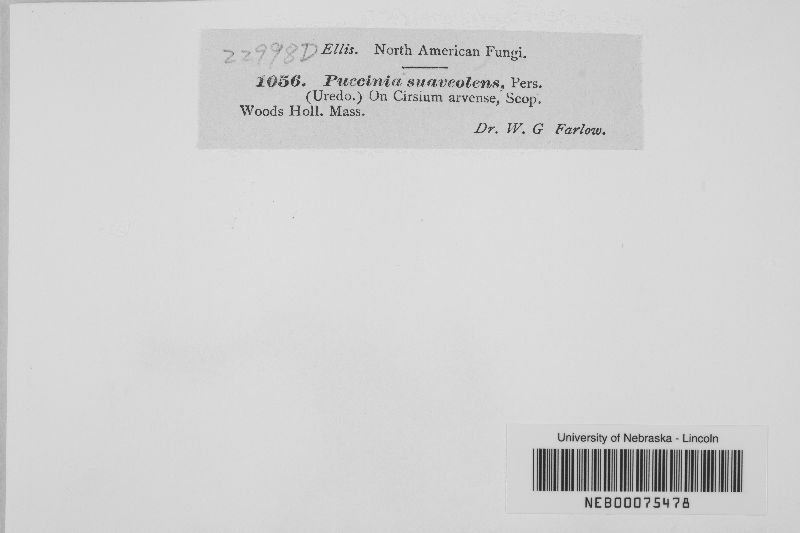 22998D Ellis. North American Fungi.
1056. Puccinia suaveolens, Pers.
(Uredo.) On Cirsium arvense, Scop.
Woods Holl. Mass.
Dr. W. G Farlow.
University of Nebraska - Lincoln
NEB00075478